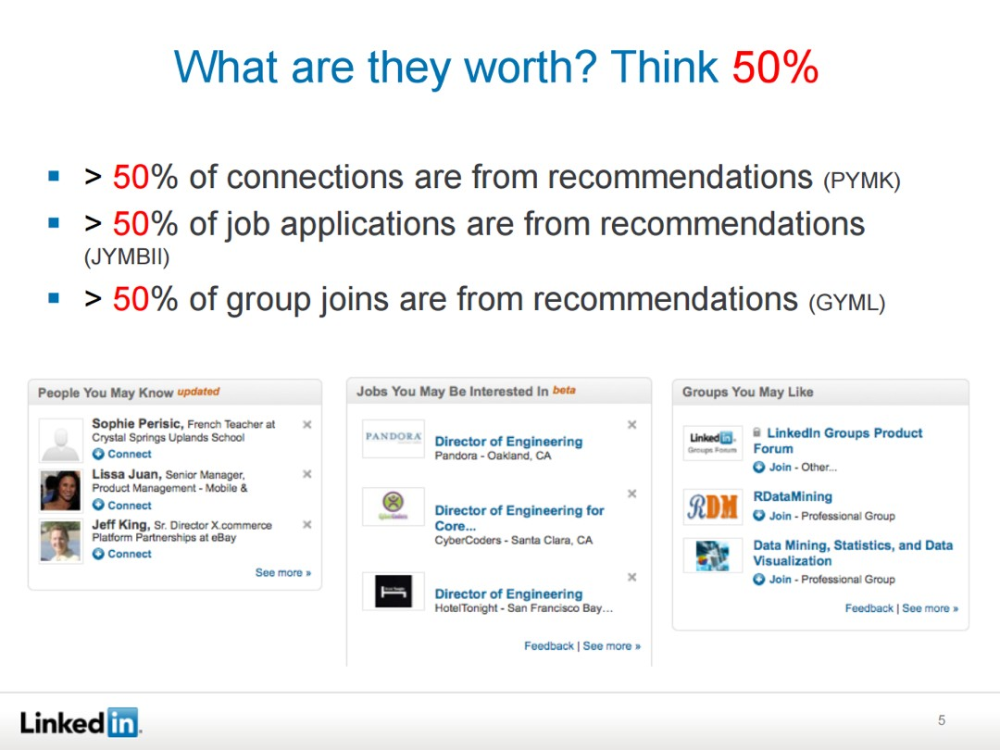 What are they worth? Think 50%
> 50% of connections are from recommendations (PYMK)
> 50% of job applications are from recommendations
(JYMBII)
> 50% of group joins are from recommendations (GYML)
People You May Know updated
Sophie Perisic, French Teacher at
Crystal Springs Uplands School
Connect
Lissa Juan, Senior Manager,
Product Management - Mobile &
Connect
Jeff King, Sr. Director X.commerce
Platform Partnerships at eBay
Connect
See more »
Jobs You May Be Interested In beta
PANDORA
Director of Engineering
Pandora - Oakland, CA
CyberCoders
Director of Engineering for
Core...
CyberCoders - Santa Clara, CA
Director of Engineering
HotelTonight - San Francisco Bay...
Feedback | See more »
Groups You May Like
LinkedIn
Groups Forum
LinkedIn Groups Product
Forum
Join - Other...
RDM
RDataMining
Join - Professional Group
Data Mining, Statistics, and Data
Visualization
Join - Professional Group
Feedback | See more »
LinkedIn
5